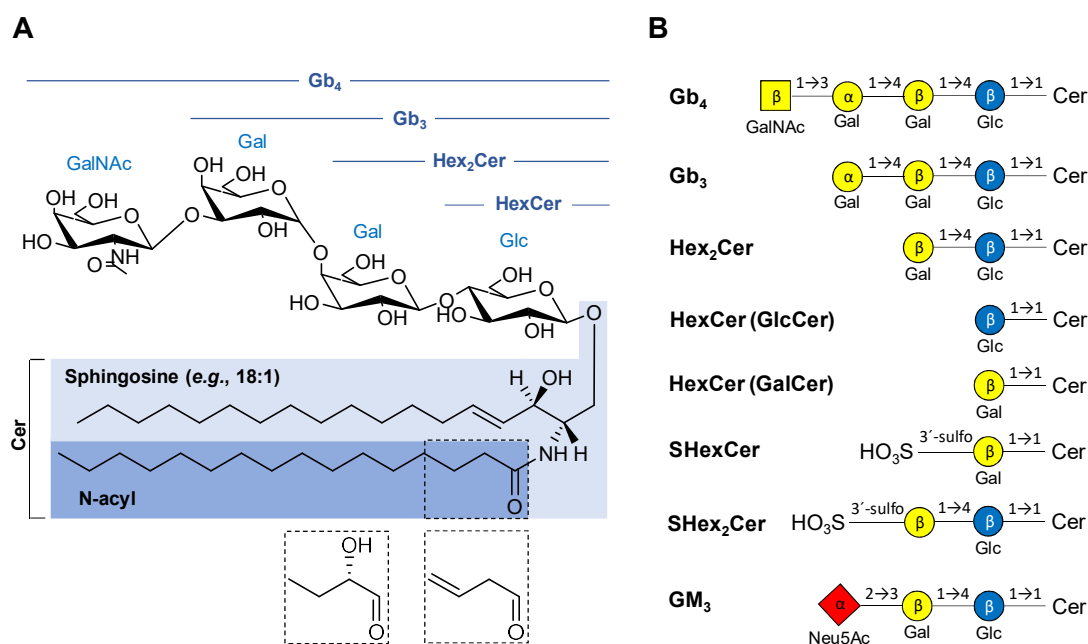 A
Gb4
Gb3
Gal
GalNAc
Hex2Cer
HexCer
Gal
Glc
OH
OH
OH
OH
OH
O
O
O
O
HO
NH
O
OH
O
OH
OH
O
HO
O
OH
O
HO
O
OH
O
OH
Sphingosine (e.g., 18:1)
H
OH
Cer
NH
H
N-acyl
O
OH
O
O
B
Gb4
β
1→3
α
1→4
β
1→4
β
1→1
Cer
GalNAc
Gal
Gal
Glc
Gb3
α
1→4
β
1→4
β
1→1
Cer
Gal
Gal
Glc
Hex2Cer
β
1→4
β
1→1
Cer
Gal
Glc
HexCer (GlcCer)
β
1→1
Cer
Glc
HexCer (GalCer)
β
1→1
Cer
Gal
SHexCer
HO3S
3´-sulfo
β
1→1
Cer
Gal
SHex2Cer
HO3S
3´-sulfo
β
1→4
β
1→1
Cer
Glc
GM3
α
2→3
β
1→4
β
1→1
Cer
Neu5Ac
Gal
Glc